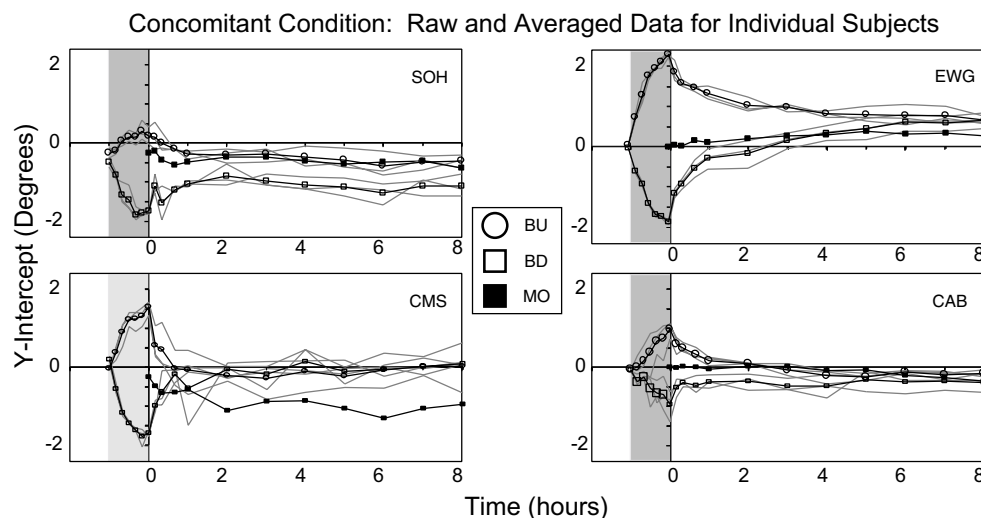 Concomitant Condition: Raw and Averaged Data for Individual Subjects
Y-Intercept (Degrees)
2
0
-2
SOH
0 2 4 6 8
2
0
-2
EWG
0 2 4 6 8
BU
BD
MO
2
0
-2
CMS
0 2 4 6 8
2
0
-2
CAB
0 2 4 6 8
Time (hours)